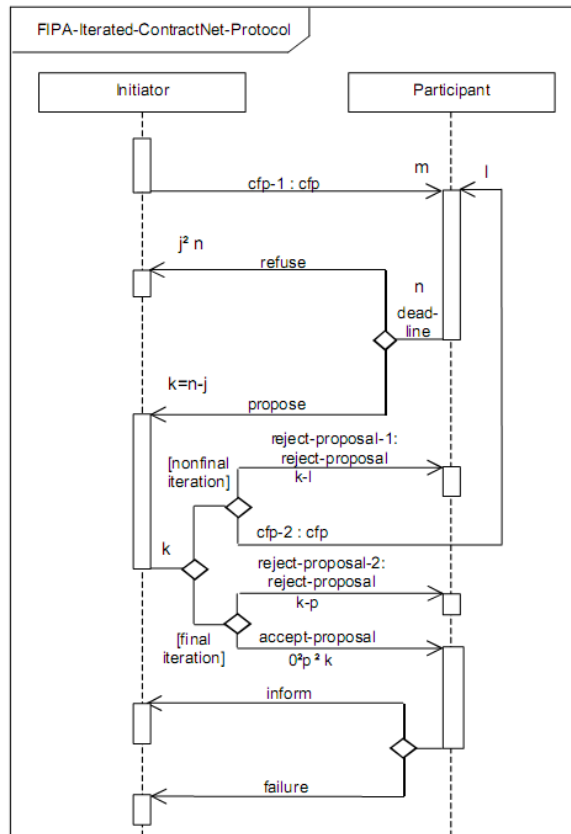 FIPA-Iterated-ContractNet-Protocol
Initiator
Participant
m
l
cfp-1 : cfp
j² n
refuse
n
dead-
line
k=n-j
propose
reject-proposal-1:
[nonfinal
iteration]
reject-proposal
k-l
cfp-2 : cfp
k
reject-proposal-2:
reject-proposal
k-p
[final
iteration]
accept-proposal
0²p ² k
inform
failure